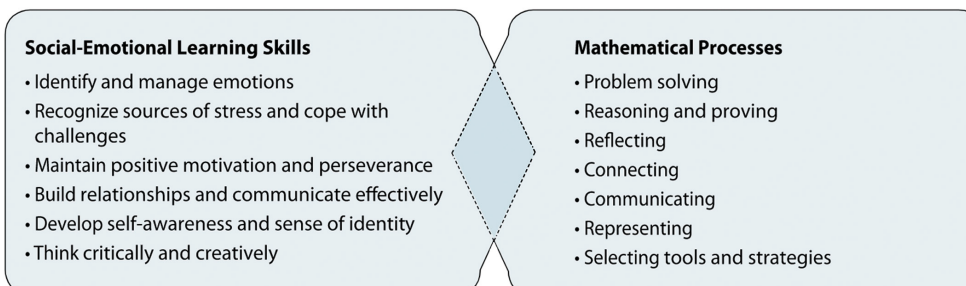 Social-Emotional Learning Skills
• Identify and manage emotions
• Recognize sources of stress and cope with
challenges
• Maintain positive motivation and perseverance
• Build relationships and communicate effectively
• Develop self-awareness and sense of identity
• Think critically and creatively
Mathematical Processes
• Problem solving
• Reasoning and proving
• Reflecting
• Connecting
• Communicating
• Representing
• Selecting tools and strategies